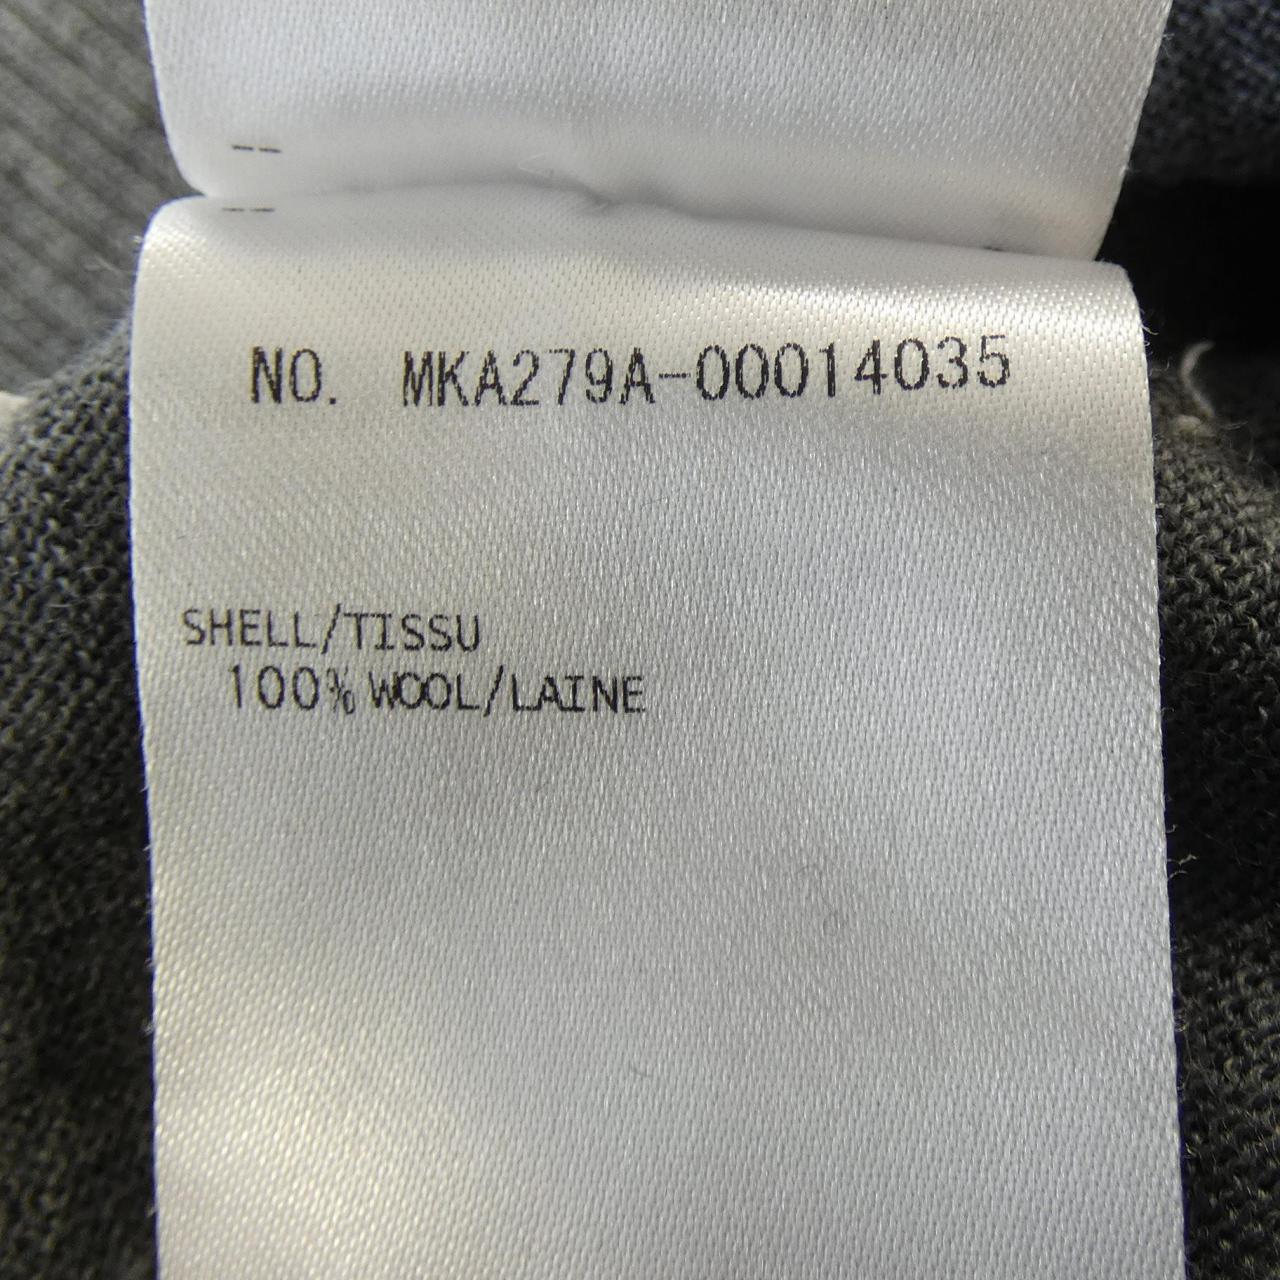 --
--
NO. MKA279A-00014035
SHELL/TISSU
100% WOOL/LAINE